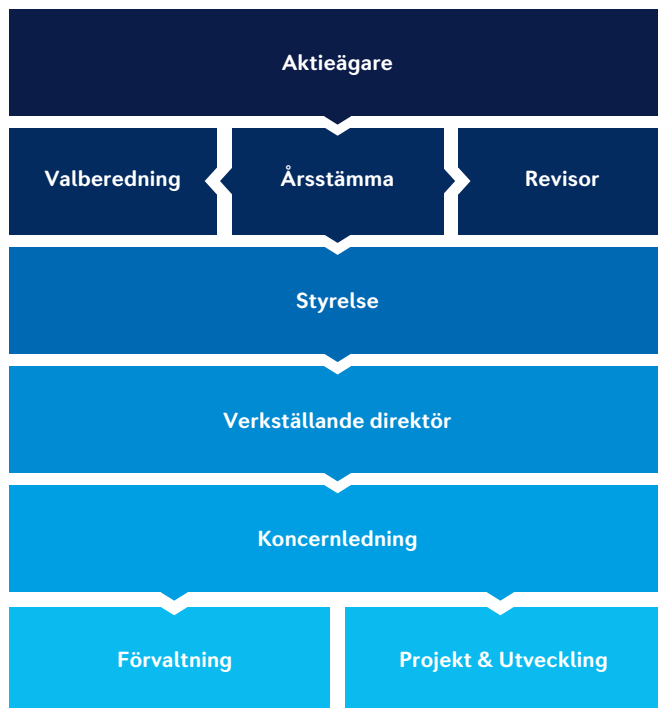 Aktieägare
Valberedning
Årsstämma
Revisor
Styrelse
Verkställande direktör
Koncernledning
Förvaltning
Projekt & Utveckling